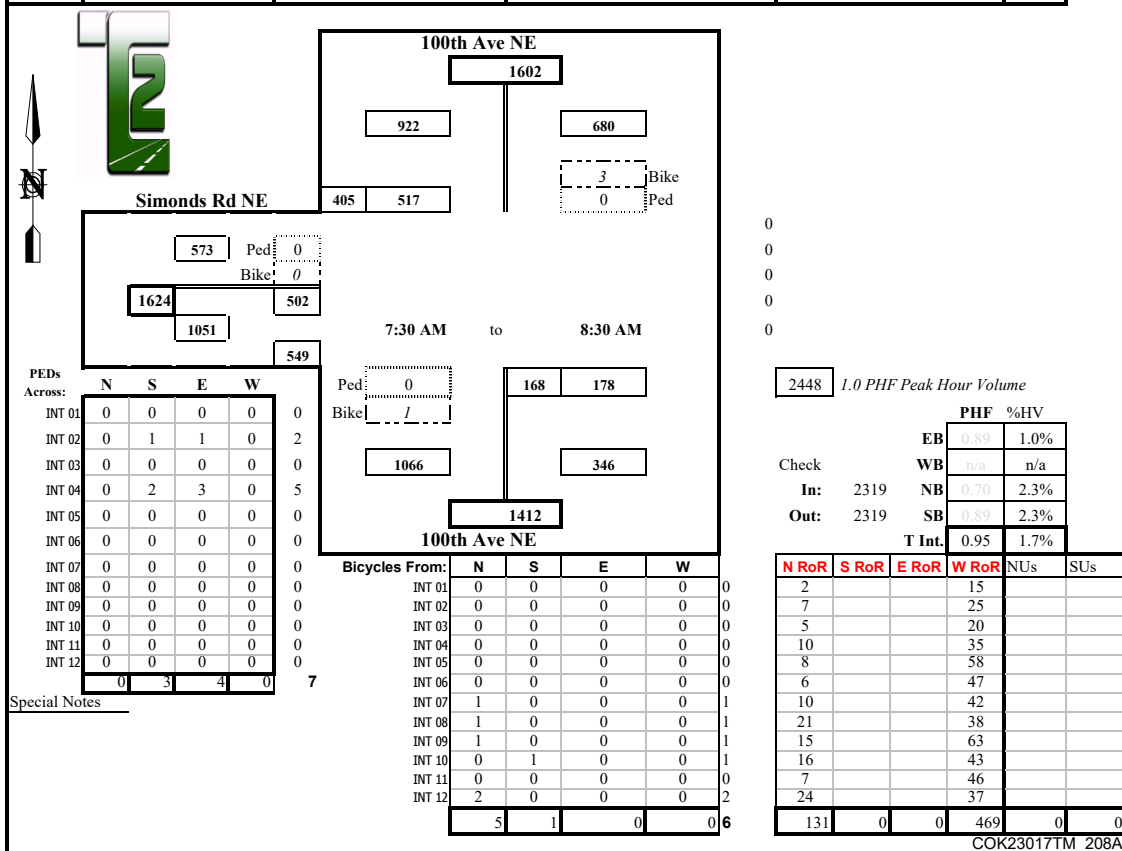 T2
N
100th Ave NE
1602
922 680
3 Bike
0 Ped
Simonds Rd NE
405 517
0
573 Ped 0
0
Bike 0
0
1624 502
0
1051
7:30 AM to 8:30 AM
0
549
PEDs
Across: N S E W
Ped 0
168 178
2448 1.0 PHF Peak Hour Volume
INT 01 0 0 0 0 0
Bike 1
PHF %HV
INT 02 0 1 1 0 2
EB 0.89 1.0%
INT 03 0 0 0 0 0
1066 346
Check WB n/a n/a
INT 04 0 2 3 0 5
In: 2319 NB 0.70 2.3%
INT 05 0 0 0 0 0
1412
Out: 2319 SB 0.89 2.3%
INT 06 0 0 0 0 0
100th Ave NE
T Int. 0.95 1.7%
INT 07 0 0 0 0 0
INT 08 0 0 0 0 0
INT 09 0 0 0 0 0
INT 10 0 0 0 0 0
INT 11 0 0 0 0 0
INT 12 0 0 0 0 0
0 3 4 0 7
Special Notes
Bicycles From: N S E W
INT 01 0 0 0 0 0
INT 02 0 0 0 0 0
INT 03 0 0 0 0 0
INT 04 0 0 0 0 0
INT 05 0 0 0 0 0
INT 06 0 0 0 0 0
INT 07 1 0 0 0 1
INT 08 1 0 0 0 1
INT 09 1 0 0 0 1
INT 10 0 1 0 0 1
INT 11 0 0 0 0 0
INT 12 2 0 0 0 2
5 1 0 0 6
N RoR S RoR E RoR W RoR NUs SUs
2 15
7 25
5 20
10 35
8 58
6 47
10 42
21 38
15 63
16 43
7 46
24 37
131 0 0 469 0 0
COK23017TM_208A